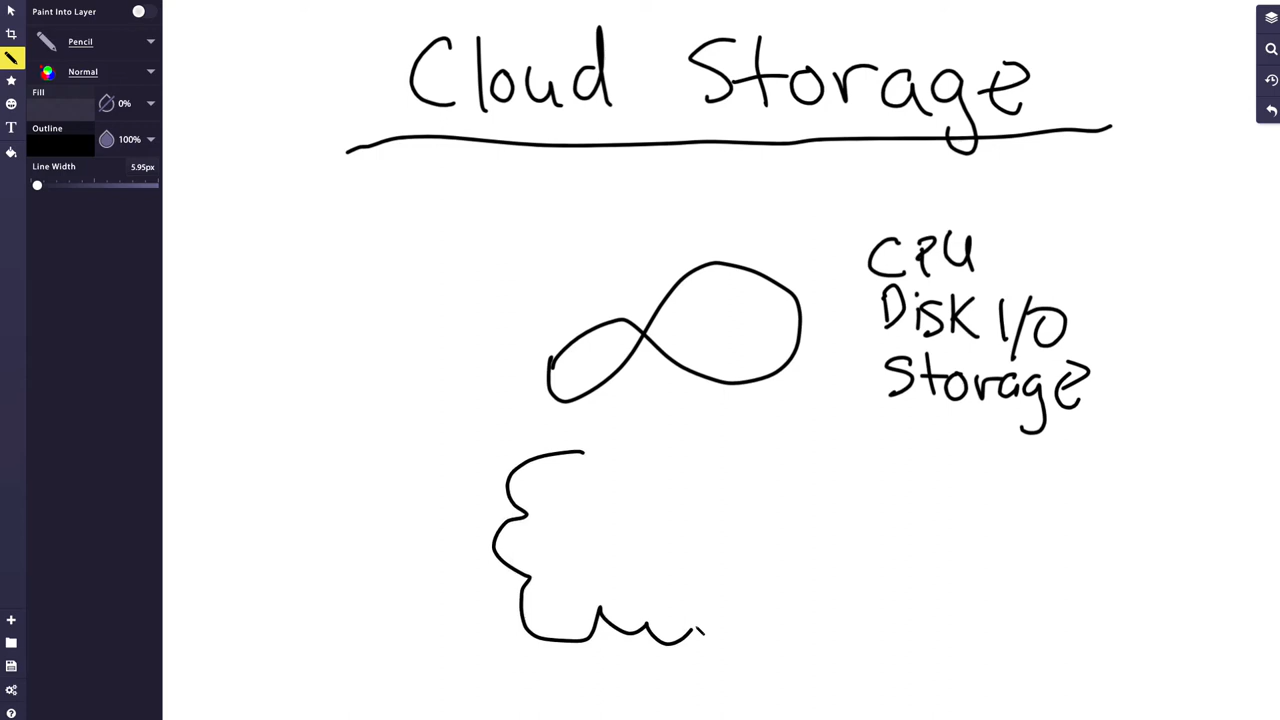 Paint Into Layer
Pencil
Normal
Fill
0%
Outline
100%
Line Width 5.95px
T
?
Cloud Storage
CPU
Disk I/O
Storage